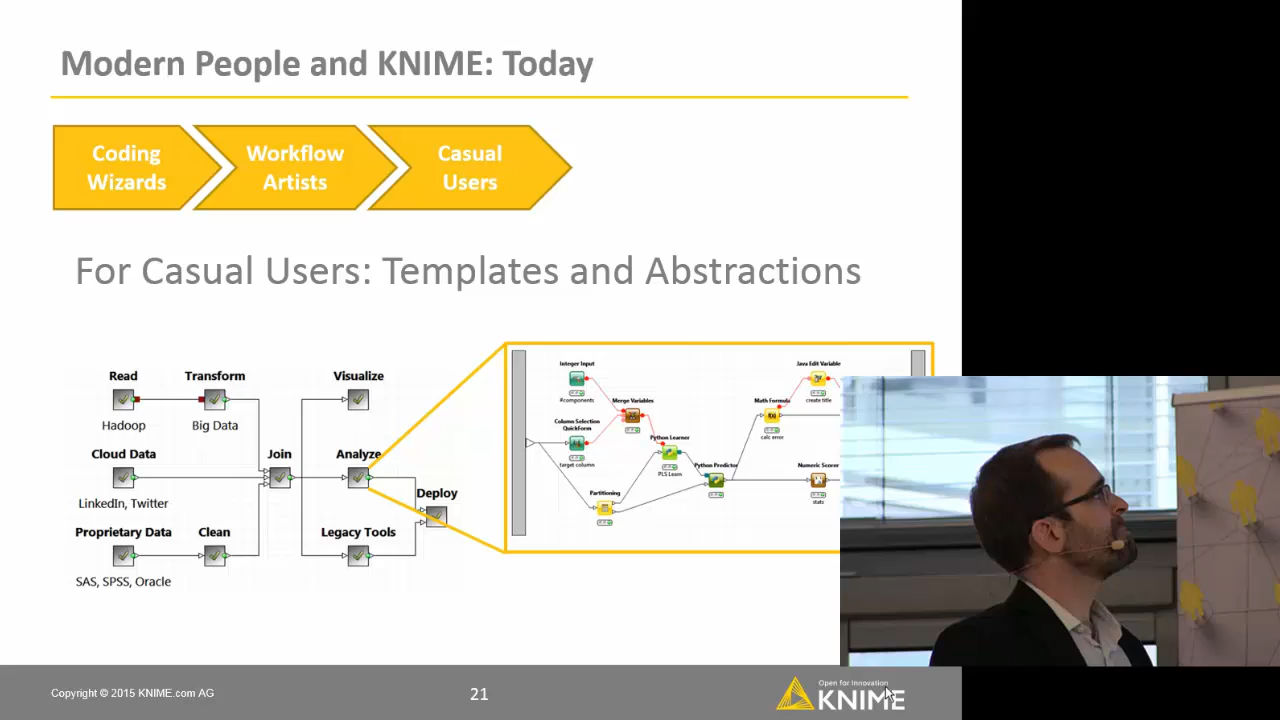 Modern People and KNIME: Today
Coding
Wizards
Workflow
Artists
Casual
Users
For Casual Users: Templates and Abstractions
Read
Transform
Visualize
Hadoop
Big Data
Cloud Data
Join
Analyze
LinkedIn, Twitter
Deploy
Proprietary Data
Clean
Legacy Tools
SAS, SPSS, Oracle
Integer Input
#components
Column Selection
QuickForm
target column
Merge Variables
Python Learner
PLS Learn
Partitioning
Python Predictor
Java Edit Variable
create title
Math Formula
calc error
Numeric Scorer
stats
Copyright © 2015 KNIME.com AG
21
Open for Innovation
KNIME